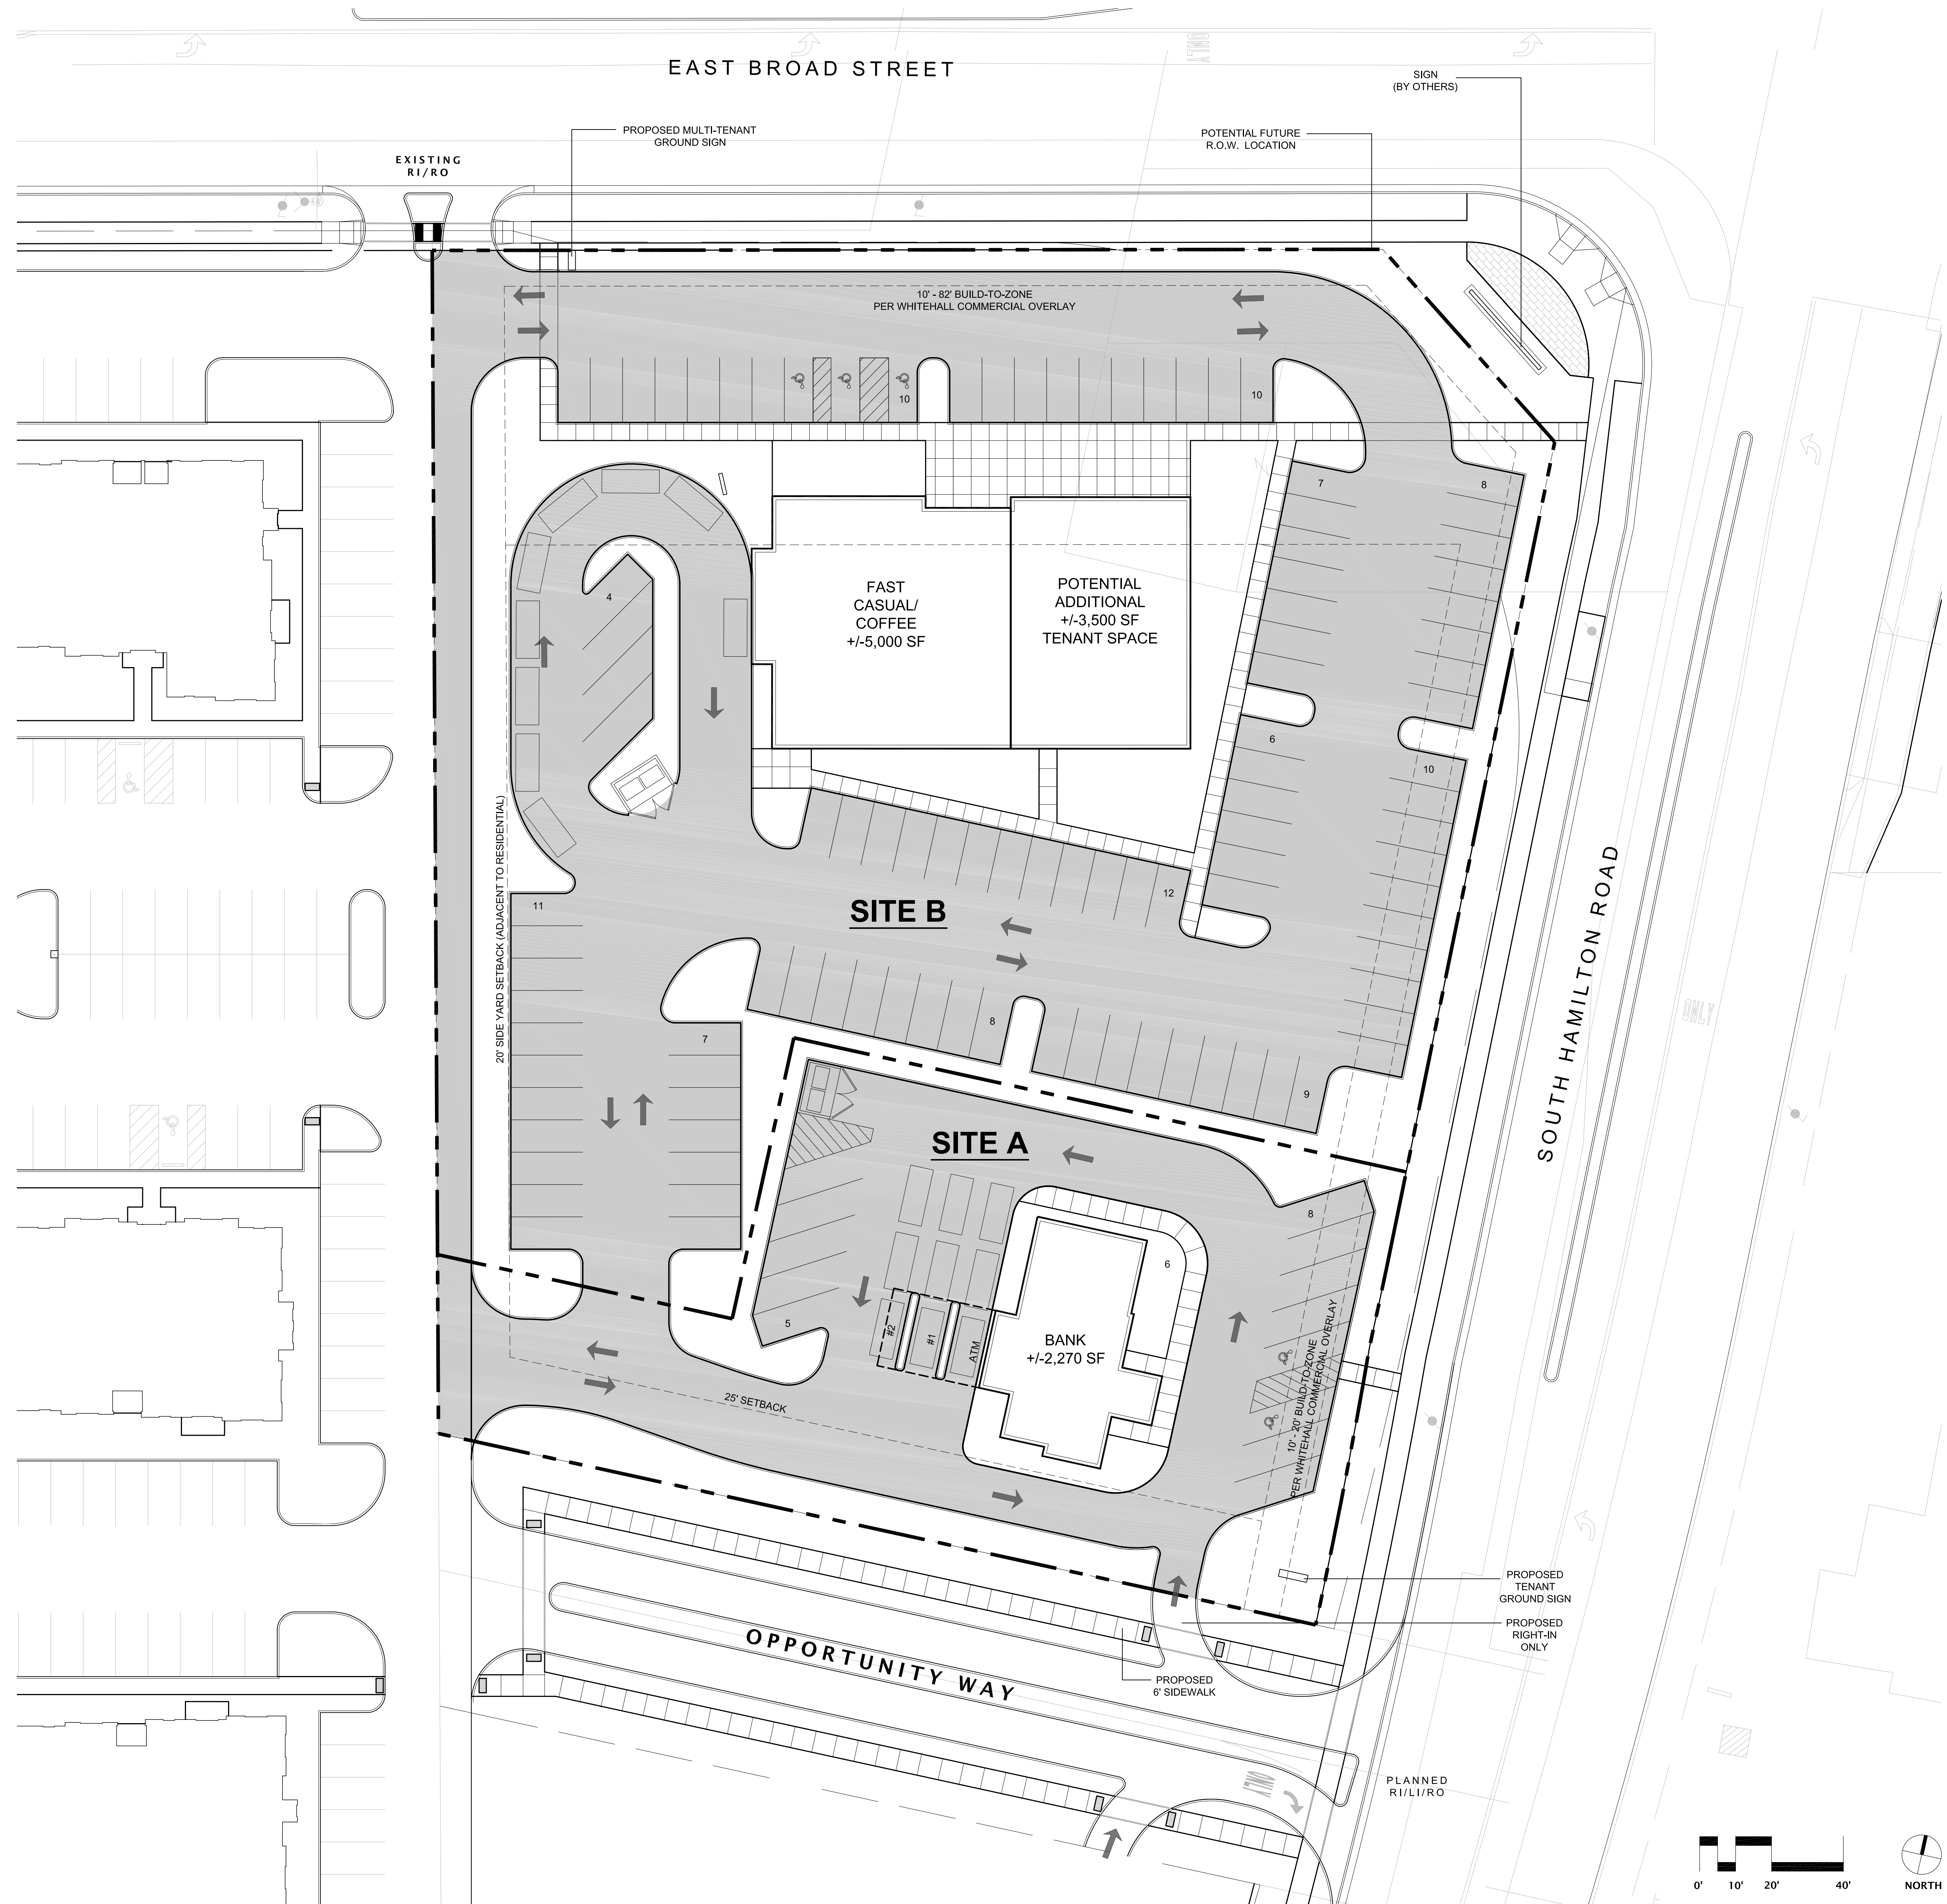 ONLY
EAST BROAD STREET
SIGN
(BY OTHERS)
PROPOSED MULTI-TENANT
GROUND SIGN
POTENTIAL FUTURE
R.O.W. LOCATION
EXISTING
RI/RO
10' - 82' BUILD-TO-ZONE
PER WHITEHALL COMMERCIAL OVERLAY
10
10
7
8
4
FAST
CASUAL/
COFFEE
+/-5,000 SF
POTENTIAL
ADDITIONAL
+/-3,500 SF
TENANT SPACE
6
10
20' SIDE YARD SETBACK (ADJACENT TO RESIDENTIAL)
11
12
SITE B
SOUTH HAMILTON ROAD
ONLY
8
7
9
SITE A
8
6
5
#2
#1
ATM
BANK
+/-2,270 SF
10' - 20' BUILD-TO-ZONE
PER WHITEHALL COMMERCIAL OVERLAY
25' SETBACK
PROPOSED
TENANT
GROUND SIGN
PROPOSED
RIGHT-IN
ONLY
PROPOSED
6' SIDEWALK
OPPORTUNITY WAY
PLANNED
RI/LI/RO
0' 10' 20' 40'
NORTH